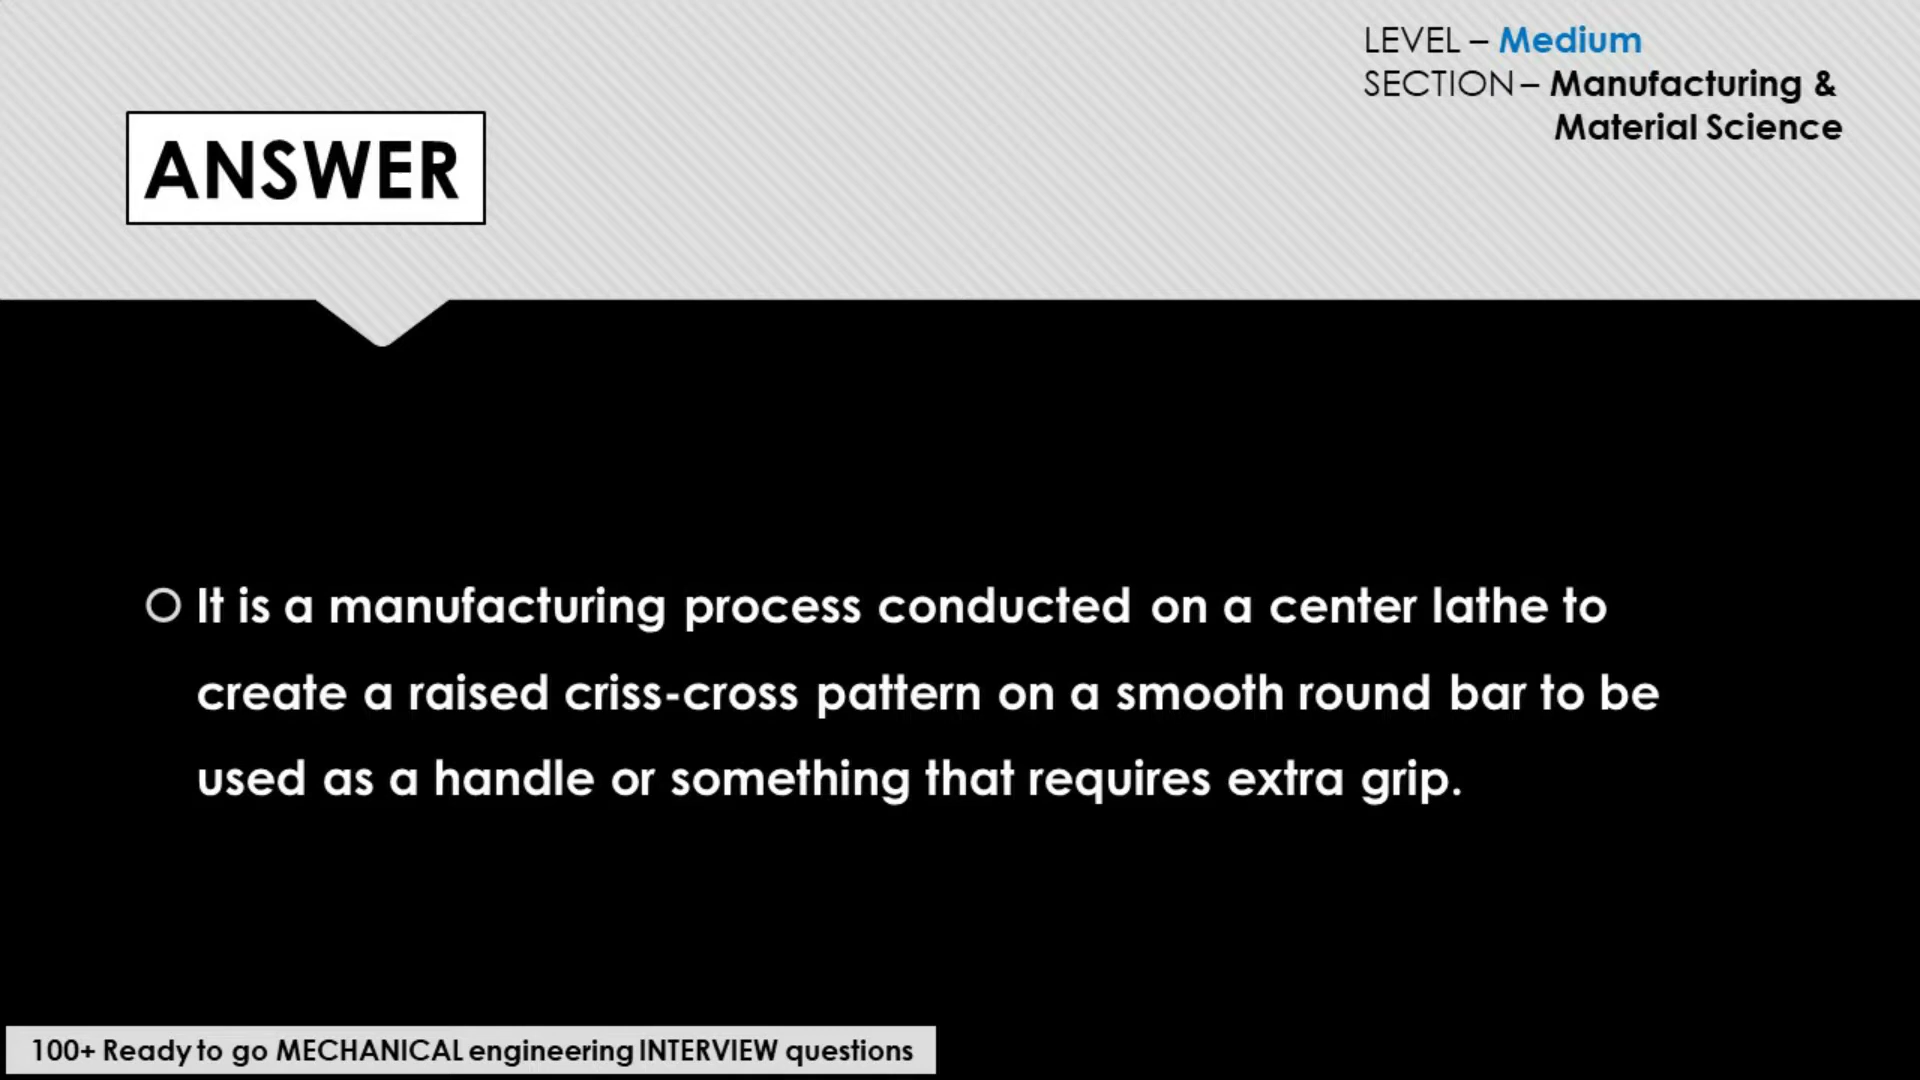 LEVEL – Medium
SECTION – Manufacturing &
Material Science
ANSWER
It is a manufacturing process conducted on a center lathe to
create a raised criss-cross pattern on a smooth round bar to be
used as a handle or something that requires extra grip.
100+ Ready to go MECHANICAL engineering INTERVIEW questions